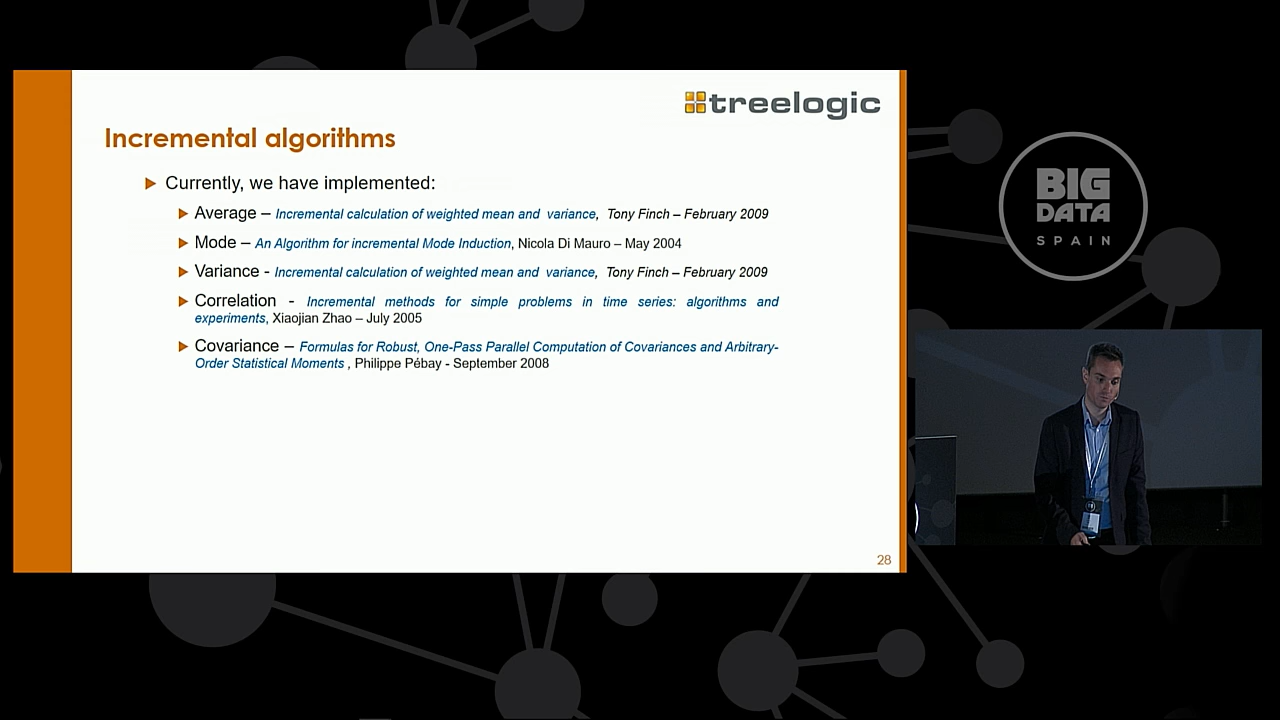 treelogic
Incremental algorithms
Currently, we have implemented:
Average – Incremental calculation of weighted mean and variance, Tony Finch – February 2009
Mode – An Algorithm for incremental Mode Induction, Nicola Di Mauro – May 2004
Variance - Incremental calculation of weighted mean and variance, Tony Finch – February 2009
Correlation - Incremental methods for simple problems in time series: algorithms and
experiments, Xiaojian Zhao – July 2005
Covariance – Formulas for Robust, One-Pass Parallel Computation of Covariances and Arbitrary-
Order Statistical Moments , Philippe Pébay - September 2008
28
BIG
DATA
SPAIN